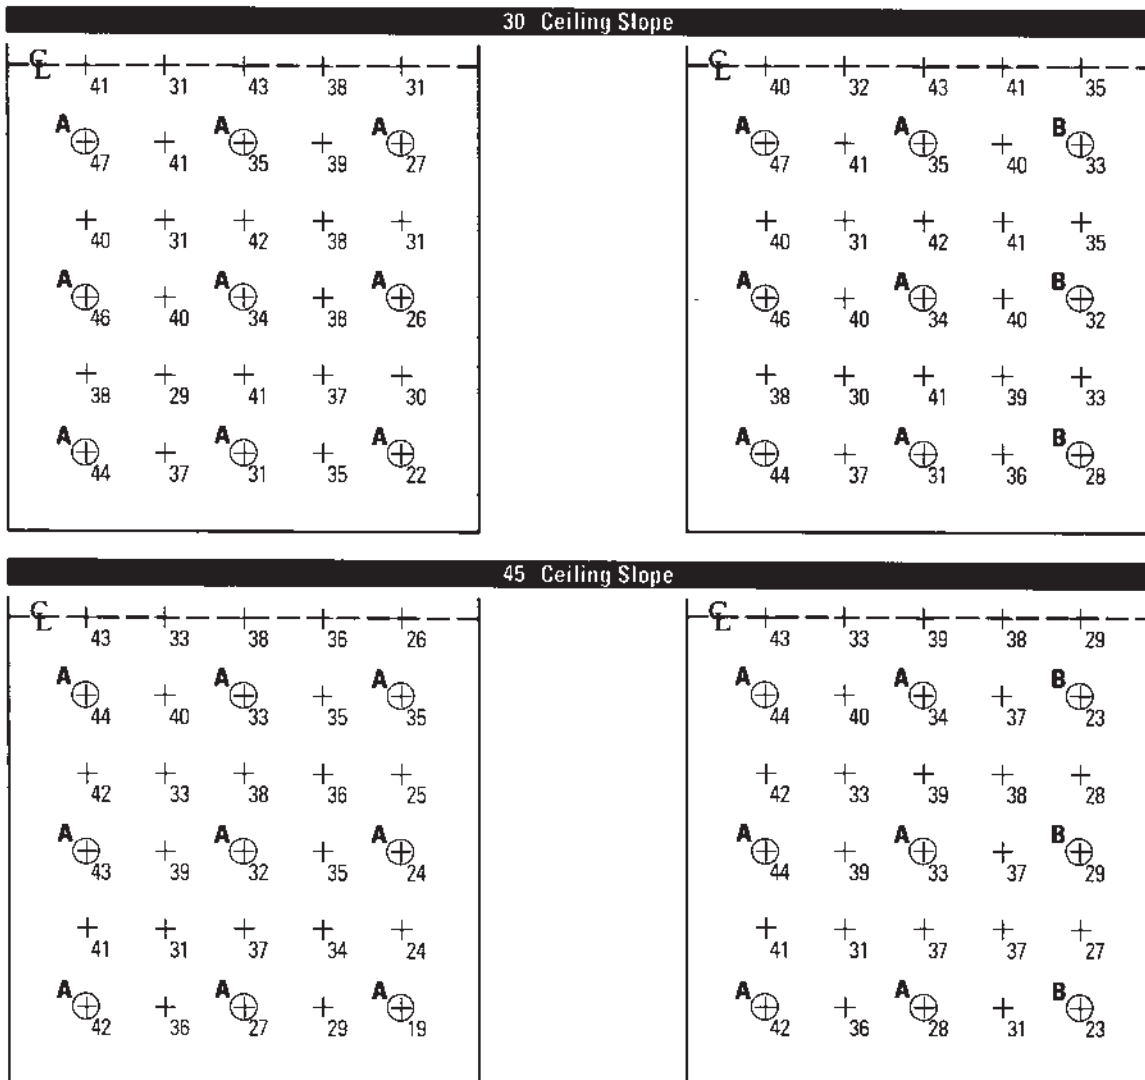 30 Ceiling Slope
CL 41 31 43 38 31
CL 40 32 43 41 35
A A A
A A B
47 41 35 39 27
47 41 35 40 33
40 31 42 38 31
40 31 42 41 35
A A A
A A B
46 40 34 38 26
46 40 34 40 32
38 29 41 37 30
38 30 41 39 33
A A A
A A B
44 37 31 35 22
44 37 31 36 28
45 Ceiling Slope
CL 43 33 38 36 26
CL 43 33 39 38 29
A A A
A A B
44 40 33 35 35
44 40 34 37 23
42 33 38 36 25
42 33 39 38 28
A A A
A A B
43 39 32 35 24
44 39 33 37 29
41 31 37 34 24
41 31 37 37 27
A A A
A A B
42 36 27 29 19
42 36 28 31 23